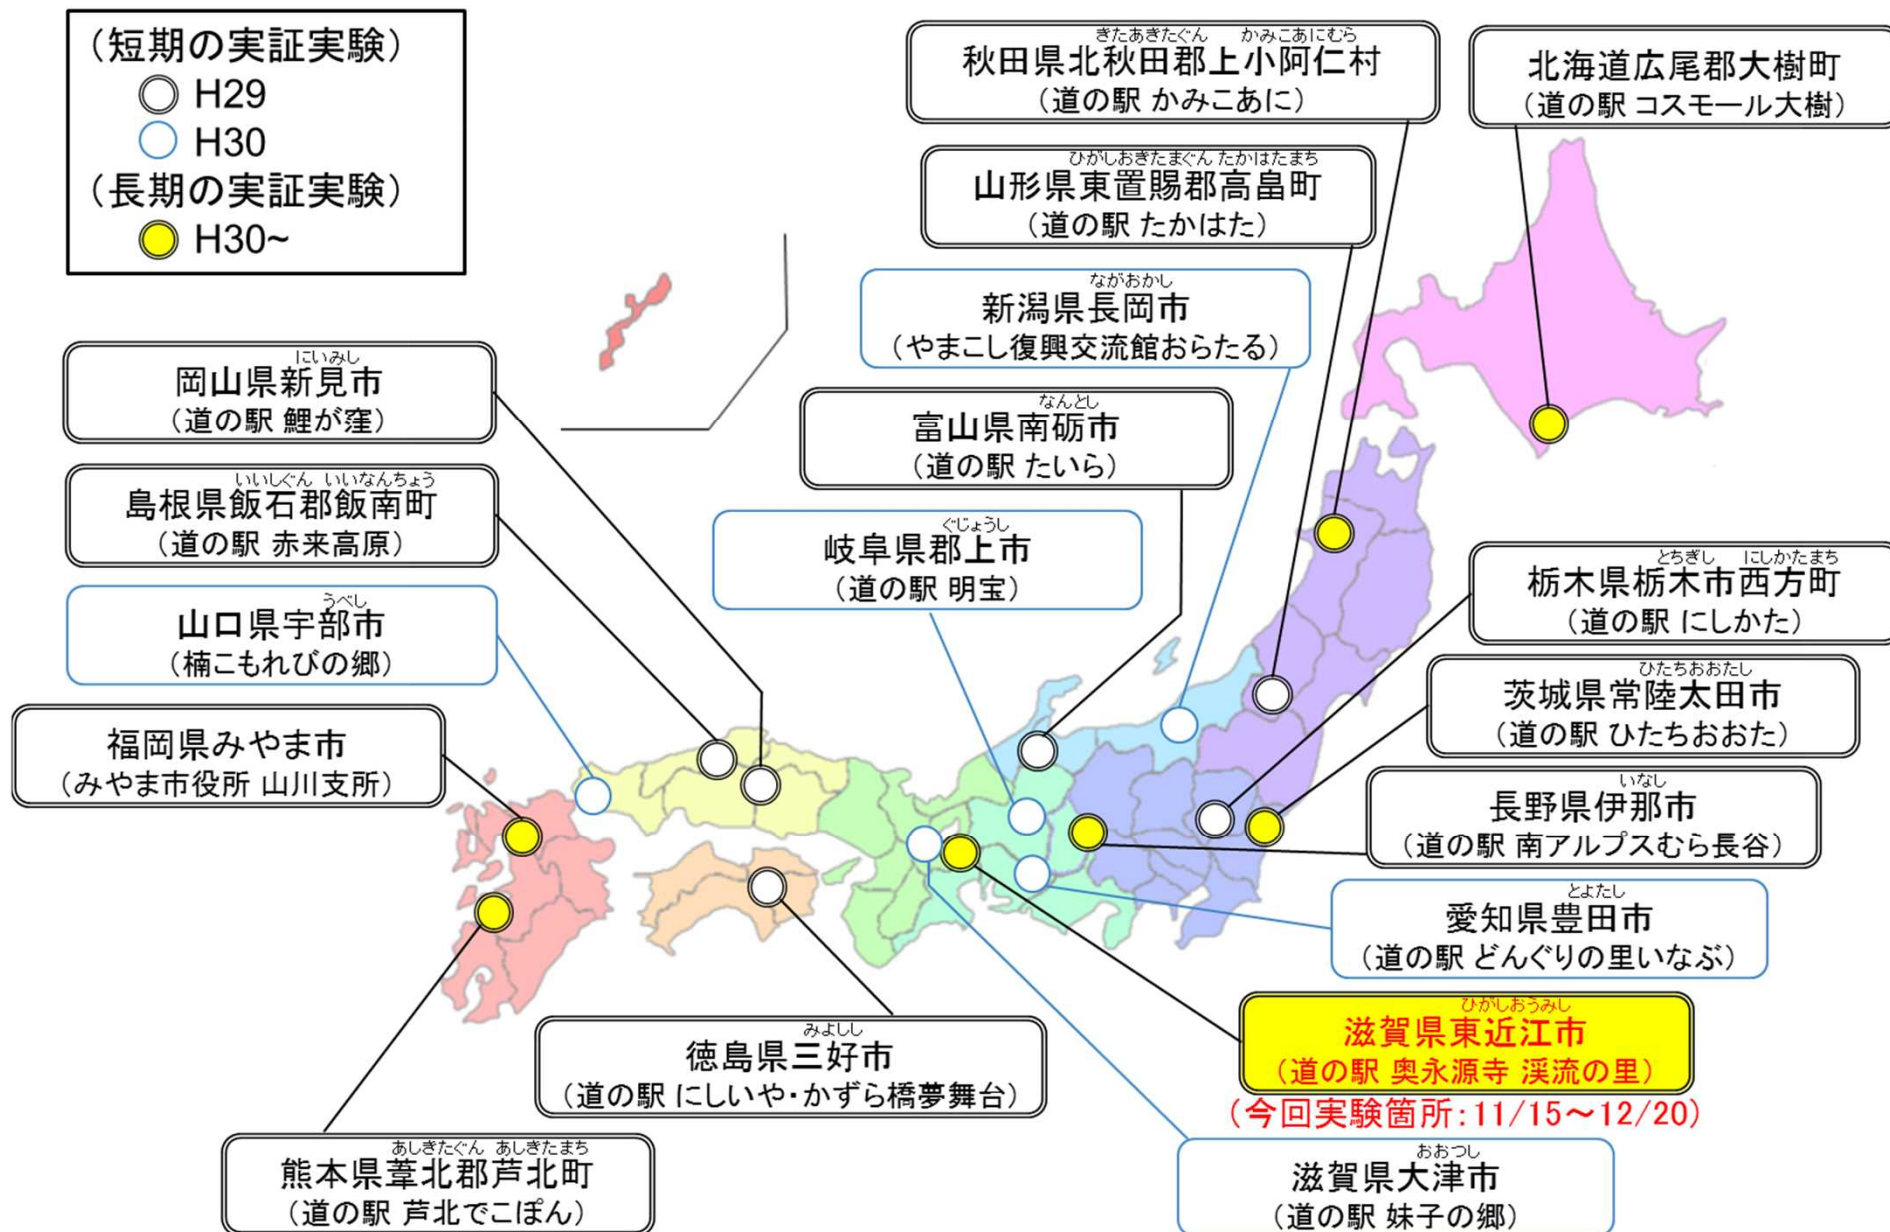 （短期の実証実験）
H29
H30
（長期の実証実験）
H30~
きたあきたぐん かみこあにむら
秋田県北秋田郡上小阿仁村
（道の駅 かみこあに）
北海道広尾郡大樹町
（道の駅 コスモール大樹）
ひがしおきたまぐん たかはたまち
山形県東置賜郡高畠町
（道の駅 たかはた）
ながおかし
新潟県長岡市
（やまこし復興交流館おらたる）
にいみし
岡山県新見市
（道の駅 鯉が窪）
なんとし
富山県南砺市
（道の駅 たいら）
いいしぐん いいなんちょう
島根県飯石郡飯南町
（道の駅 赤来高原）
ぐじょうし
岐阜県郡上市
（道の駅 明宝）
とちぎし にしかたまち
栃木県栃木市西方町
（道の駅 にしかた）
うべし
山口県宇部市
（楠こもれびの郷）
ひたちおおたし
茨城県常陸太田市
（道の駅 ひたちおおた）
福岡県みやま市
（みやま市役所 山川支所）
いなし
長野県伊那市
（道の駅 南アルプスむら長谷）
とよたし
愛知県豊田市
（道の駅 どんぐりの里いなぶ）
ひがしおうみし
滋賀県東近江市
（道の駅 奥永源寺 渓流の里）
（今回実験箇所：11/15～12/20）
みよしし
徳島県三好市
（道の駅 にしいや・かずら橋夢舞台）
あしきたぐん あしきたまち
熊本県葦北郡芦北町
（道の駅 芦北でこぽん）
おおつし
滋賀県大津市
（道の駅 妹子の郷）